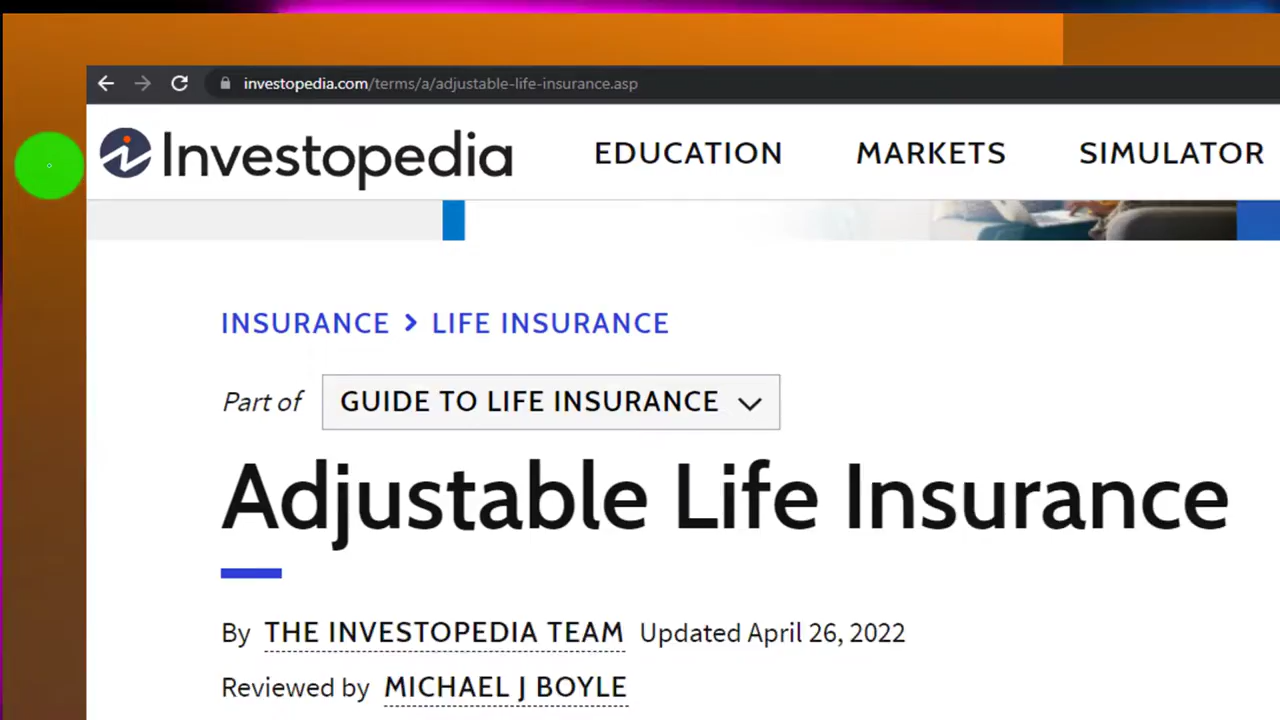 investopedia.com/terms/a/adjustable-life-insurance.asp
Investopedia EDUCATION MARKETS SIMULATOR
INSURANCE > LIFE INSURANCE
Part of GUIDE TO LIFE INSURANCE
Adjustable Life Insurance
By THE INVESTOPEDIA TEAM Updated April 26, 2022
Reviewed by MICHAEL J BOYLE